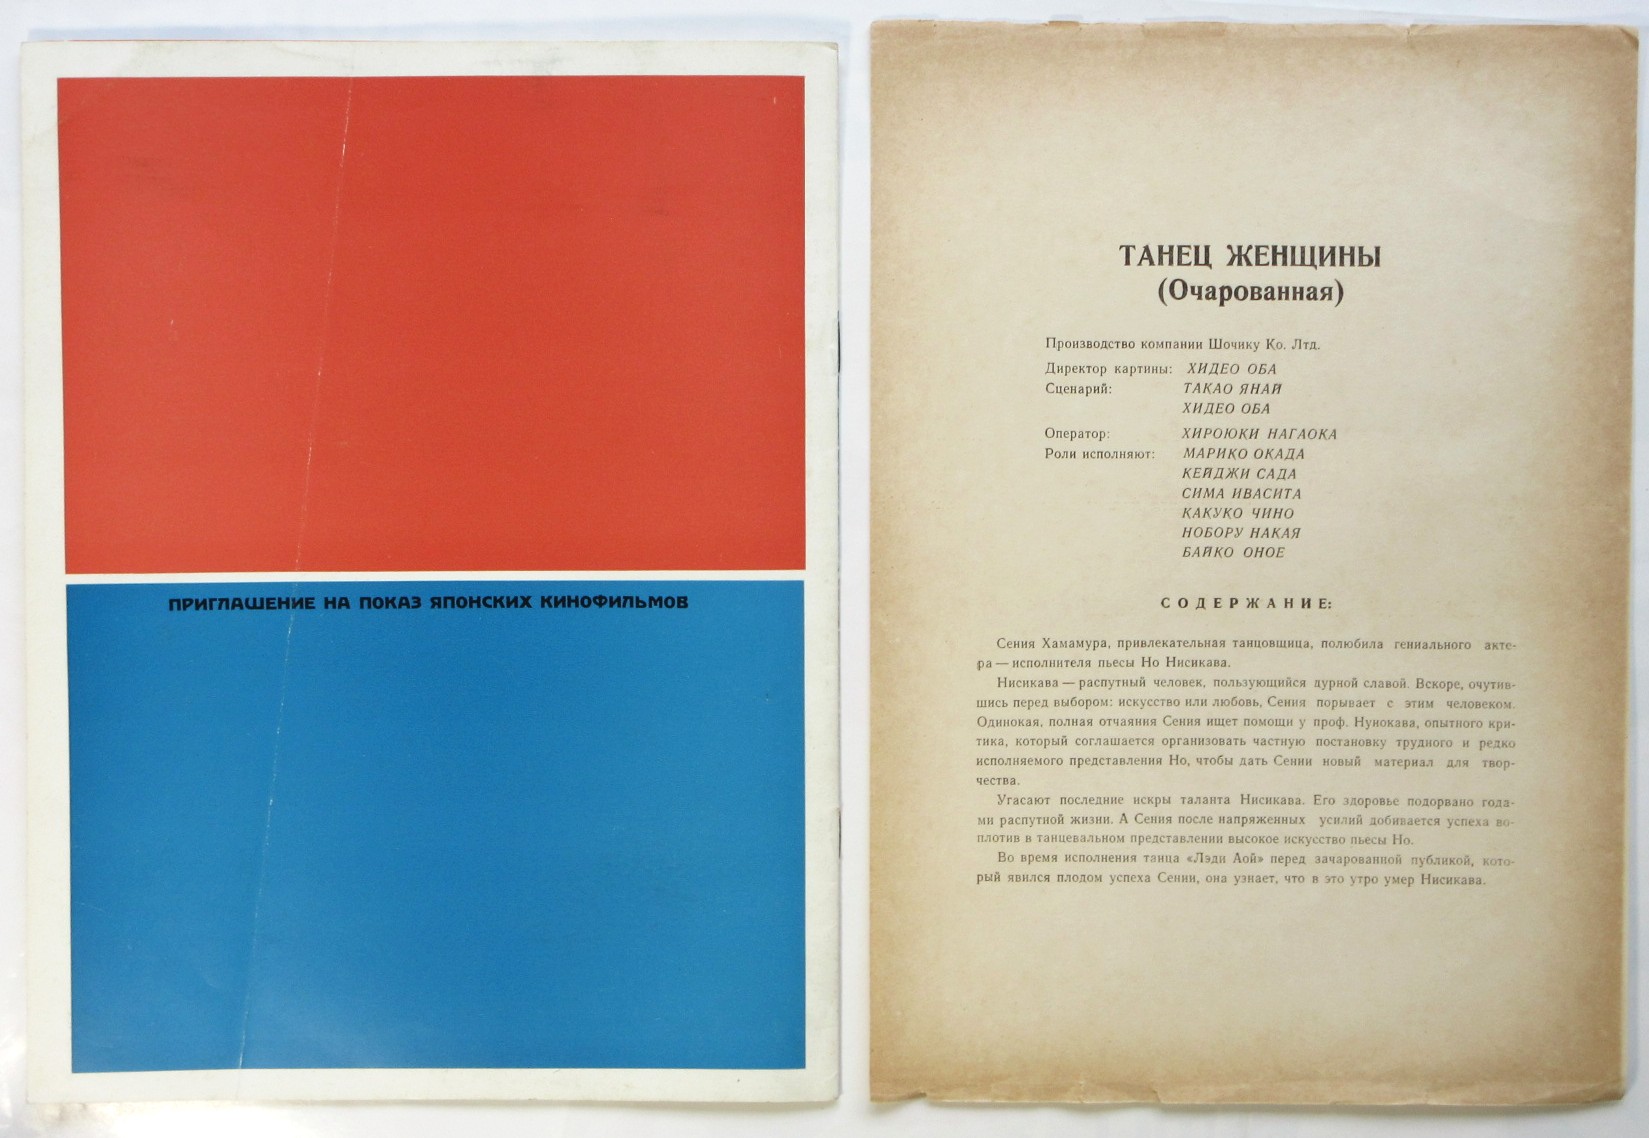 ПРИГЛАШЕНИЕ НА ПОКАЗ ЯПОНСКИХ КИНОФИЛЬМОВ
ТАНЕЦ ЖЕНЩИНЫ
(Очарованная)
Производство компании Шочику Ко. Лтд.
Директор картины: ХИДЕО ОБА
Сценарий: ТАКАО ЯНАЙ
ХИДЕО ОБА
Оператор: ХИРОЮКИ НАГАОКА
Роли исполняют: МАРИКО ОКАДА
КЕЙДЖИ САДА
СИМА ИВАСИТА
КАКУКО ЧИНО
НОБОРУ НАКАЯ
БАЙКО ОНОЕ
СОДЕРЖАНИЕ:
Сения Хамамура, привлекательная танцовщица, полюбила гениального акте-
ра — исполнителя пьесы Но Нисикава.
Нисикава — распутный человек, пользующийся дурной славой. Вскоре, очутив-
шись перед выбором: искусство или любовь, Сения порывает с этим человеком.
Одинокая, полная отчаяния Сения ищет помощи у проф. Нунокава, опытного кри-
тика, который соглашается организовать частную постановку трудного и редко
исполняемого представления Но, чтобы дать Сении новый материал для твор-
чества.
Угасают последние искры таланта Нисикава. Его здоровье подорвано года-
ми распутной жизни. А Сения после напряженных усилий добивается успеха во-
плотив в танцевальном представлении высокое искусство пьесы Но.
Во время исполнения танца «Лэди Аой» перед зачарованной публикой, кото-
рый явился плодом успеха Сении, она узнает, что в это утро умер Нисикава.